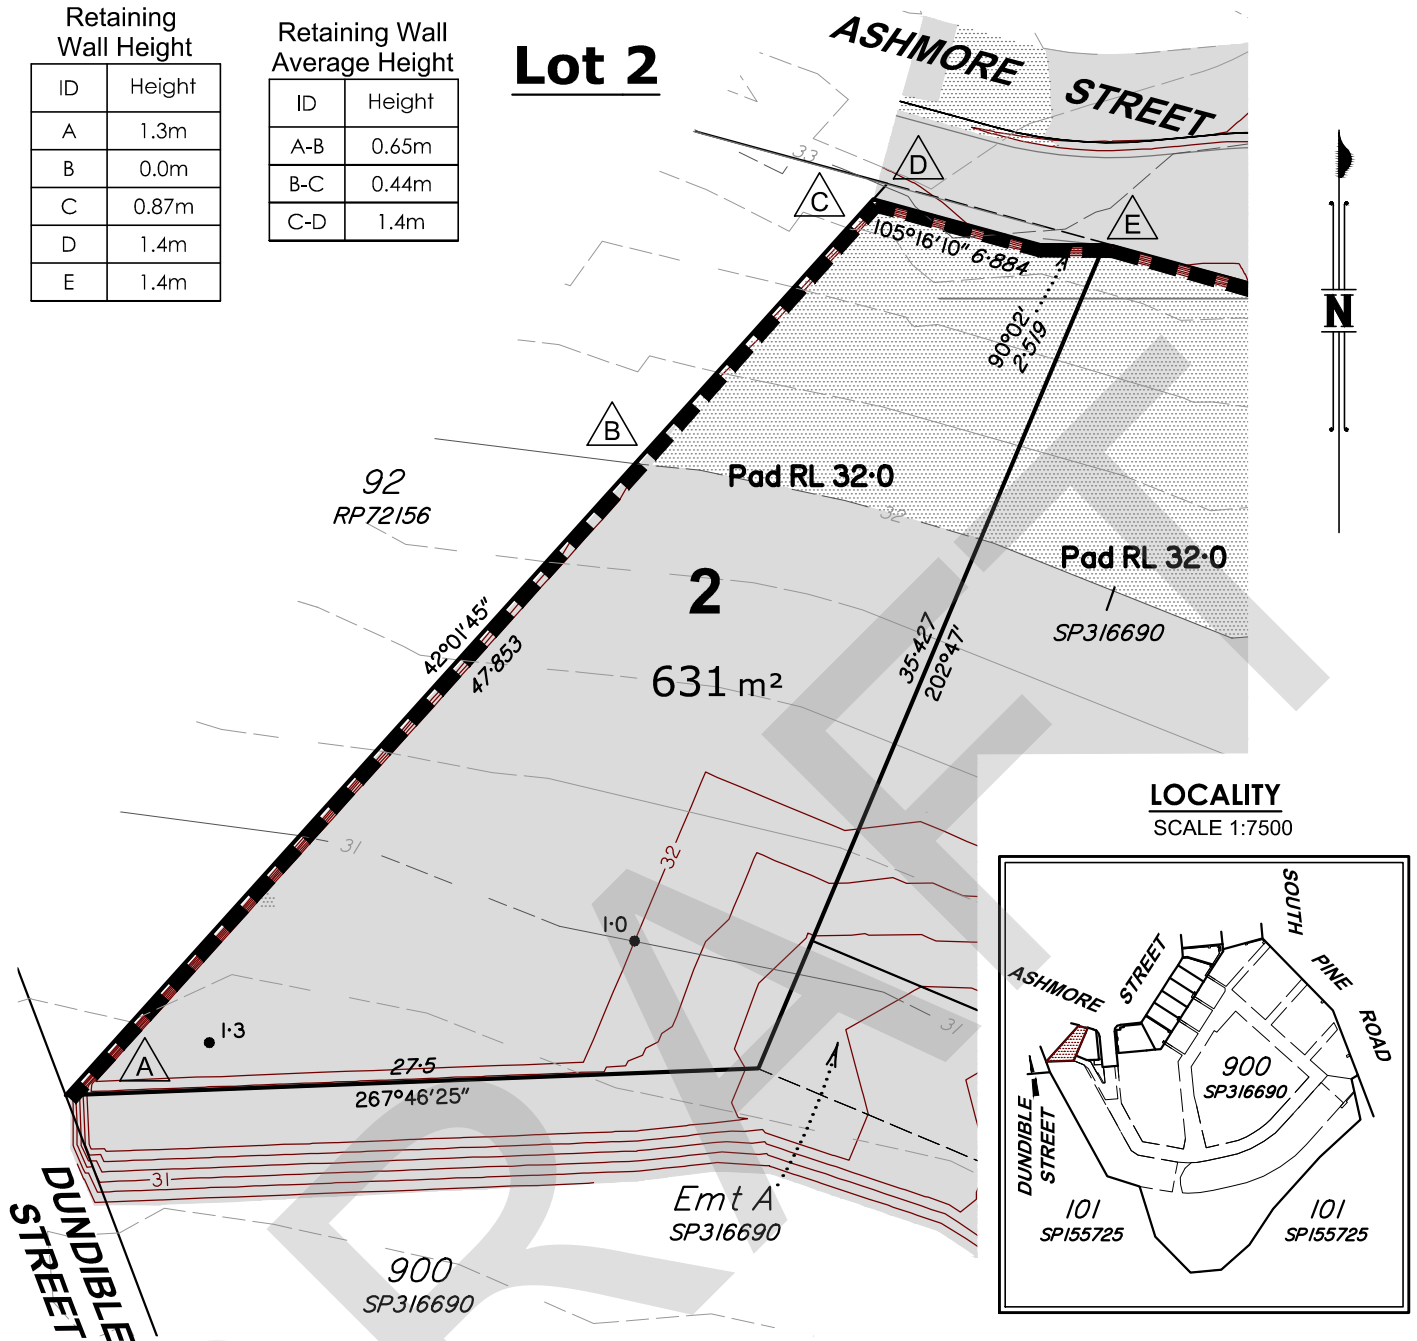 Retaining
Wall Height
ID Height
A 1.3m
B 0.0m
C 0.87m
D 1.4m
E 1.4m
Retaining Wall
Average Height
ID Height
A-B 0.65m
B-C 0.44m
C-D 1.4m
Lot 2
ASHMORE STREET
N
33
D
C
E
105°16'10" 6·884
90°02'
2·519
A
B
92
RP72156
Pad RL 32·0
32
Pad RL 32·0
SP316690
2
631 m²
42°01'45"
47·853
35·427
202°47'
31
32
1·0
31
1·3
A
27·5
267°46'25"
A
31
Emt A
SP316690
900
SP316690
DUNDIBLE
STREET
DRAFT
LOCALITY
SCALE 1:7500
SOUTH PINE ROAD
ASHMORE STREET
900
SP316690
DUNDIBLE
STREET
101
SP155725
101
SP155725